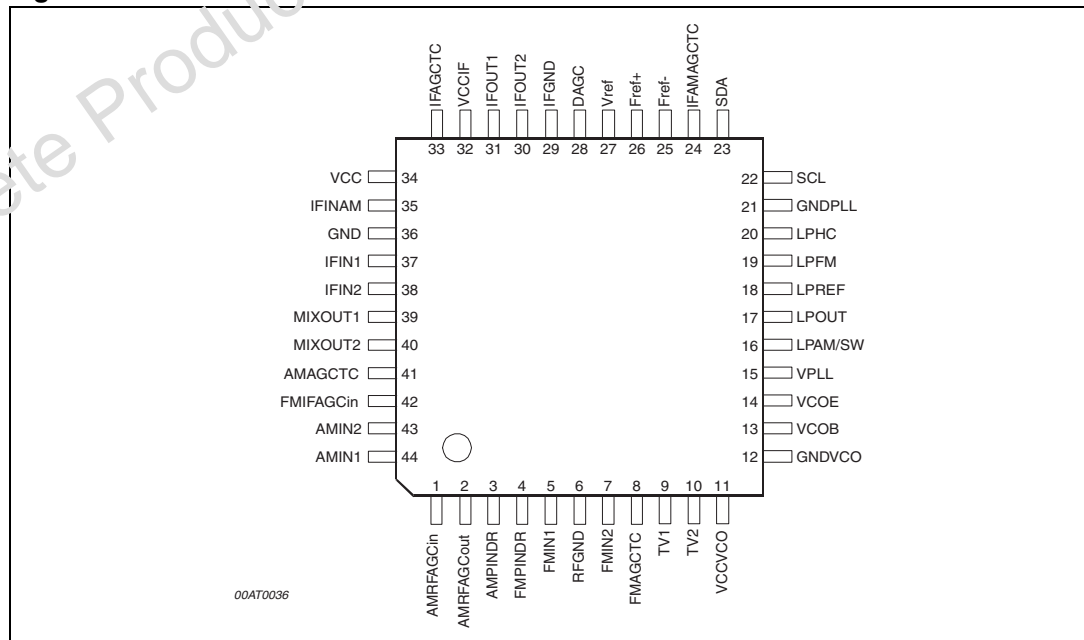 ete Produc
IFAGCTC
VCCIF
IFOUT1
IFOUT2
IFGND
DAGC
Vref
Fref+
Fref-
IFAMAGCTC
SDA
33 32 31 30 29 28 27 26 25 24 23
VCC 34
IFINAM 35
GND 36
IFIN1 37
IFIN2 38
MIXOUT1 39
MIXOUT2 40
AMAGCTC 41
FMIFAGCin 42
AMIN2 43
AMIN1 44
22 SCL
21 GNDPLL
20 LPHC
19 LPFM
18 LPREF
17 LPOUT
16 LPAM/SW
15 VPLL
14 VCOE
13 VCOB
12 GNDVCO
1 2 3 4 5 6 7 8 9 10 11
AMRFAGCin
AMRFAGCout
AMPINDR
FMPINDR
FMIN1
RFGND
FMIN2
FMAGCTC
TV1
TV2
VCCVCO
00AT0036